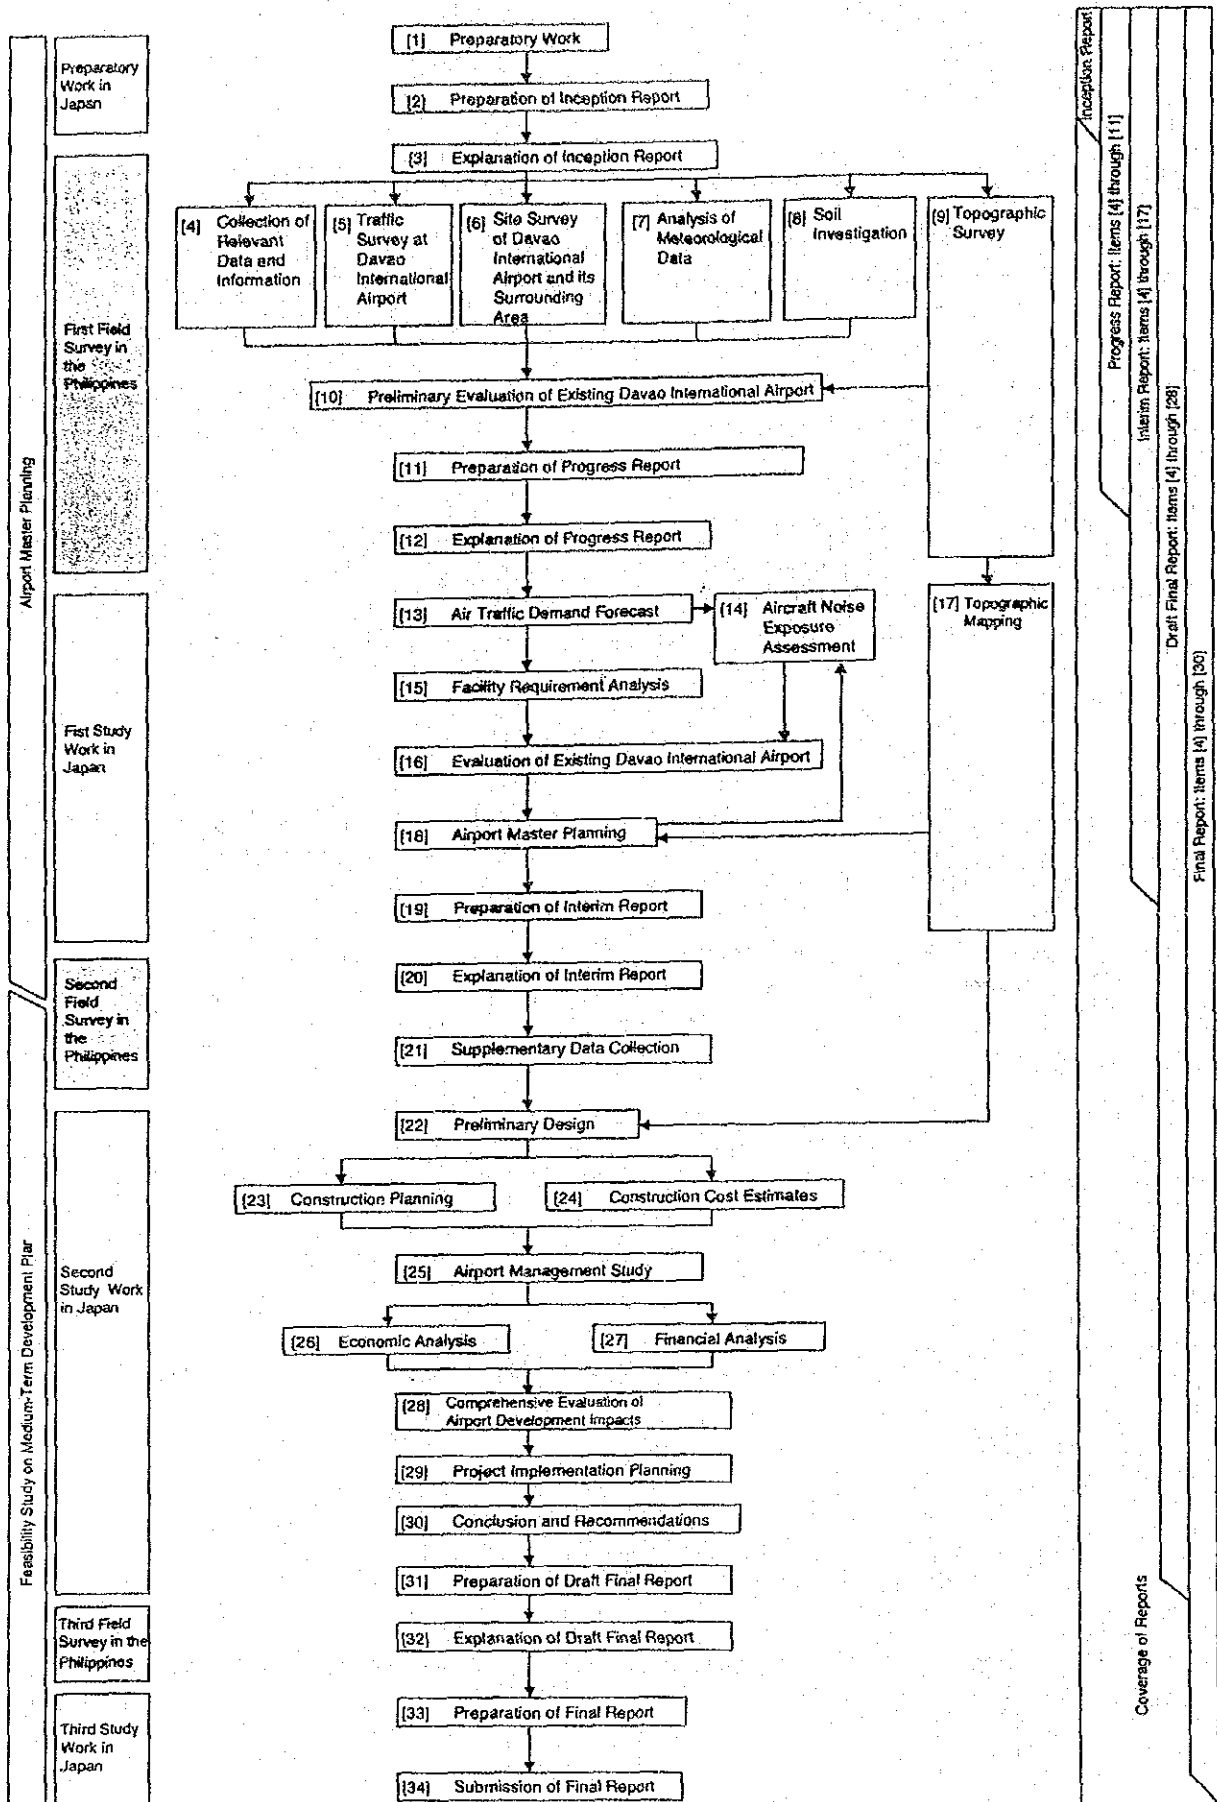 Airport Master Planning
Feasibility Study on Medium-Term Development Plan
Preparatory
Work in
Japan
First Field
Survey in
the
Philippines
Fist Study
Work in
Japan
Second
Field
Survey in
the
Philippines
Second
Study Work
in Japan
Third Field
Survey in the
Philippines
Third Study
Work in
Japan
[1] Preparatory Work
[2] Preparation of Inception Report
[3] Explanation of Inception Report
[4] Collection of
Relevant
Data and
Information
[5] Traffic
Survey at
Davao
International
Airport
[6] Site Survey
of Davao
International
Airport and its
Surrounding
Area
[7] Analysis of
Meteorological
Data
[8] Soil
Investigation
[9] Topographic
Survey
[10] Preliminary Evaluation of Existing Davao International Airport
[11] Preparation of Progress Report
[12] Explanation of Progress Report
[13] Air Traffic Demand Forecast
[14] Aircraft Noise
Exposure
Assessment
[17] Topographic
Mapping
[15] Facility Requirement Analysis
[16] Evaluation of Existing Davao International Airport
[18] Airport Master Planning
[19] Preparation of Interim Report
[20] Explanation of Interim Report
[21] Supplementary Data Collection
[22] Preliminary Design
[23] Construction Planning
[24] Construction Cost Estimates
[25] Airport Management Study
[26] Economic Analysis
[27] Financial Analysis
[28] Comprehensive Evaluation of
Airport Development Impacts
[29] Project Implementation Planning
[30] Conclusion and Recommendations
[31] Preparation of Draft Final Report
[32] Explanation of Draft Final Report
[33] Preparation of Final Report
[34] Submission of Final Report
Inception Report
Progress Report: Items [4] through [11]
Interim Report: Items [4] through [17]
Draft Final Report: Items [4] through [28]
Final Report: Items [4] through [30]
Coverage of Reports